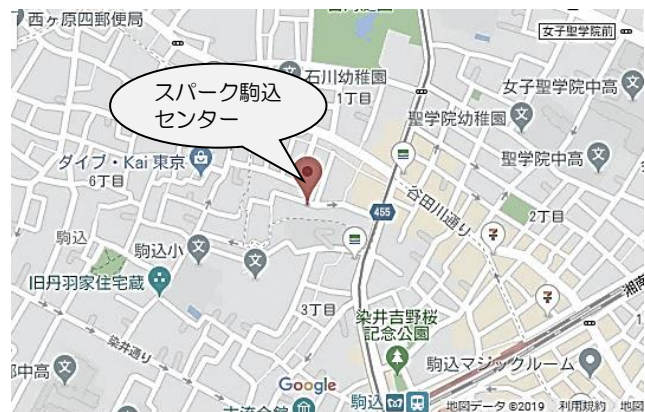 西ヶ原四郵便局
女子聖学院前
石川幼稚園
1丁目
女子聖学院中高
スパーク駒込
センター
聖学院幼稚園
聖学院中高
ダイブ・Kai 東京
6丁目
谷田川通り
455
2丁目
駒込
駒込小
文
旧丹羽家住宅蔵
湘南
3丁目
染井吉野桜
記念公園
染井通り
駒込マジックルーム
中高
Google
駒込
地図データ ©2019
利用規約
地図